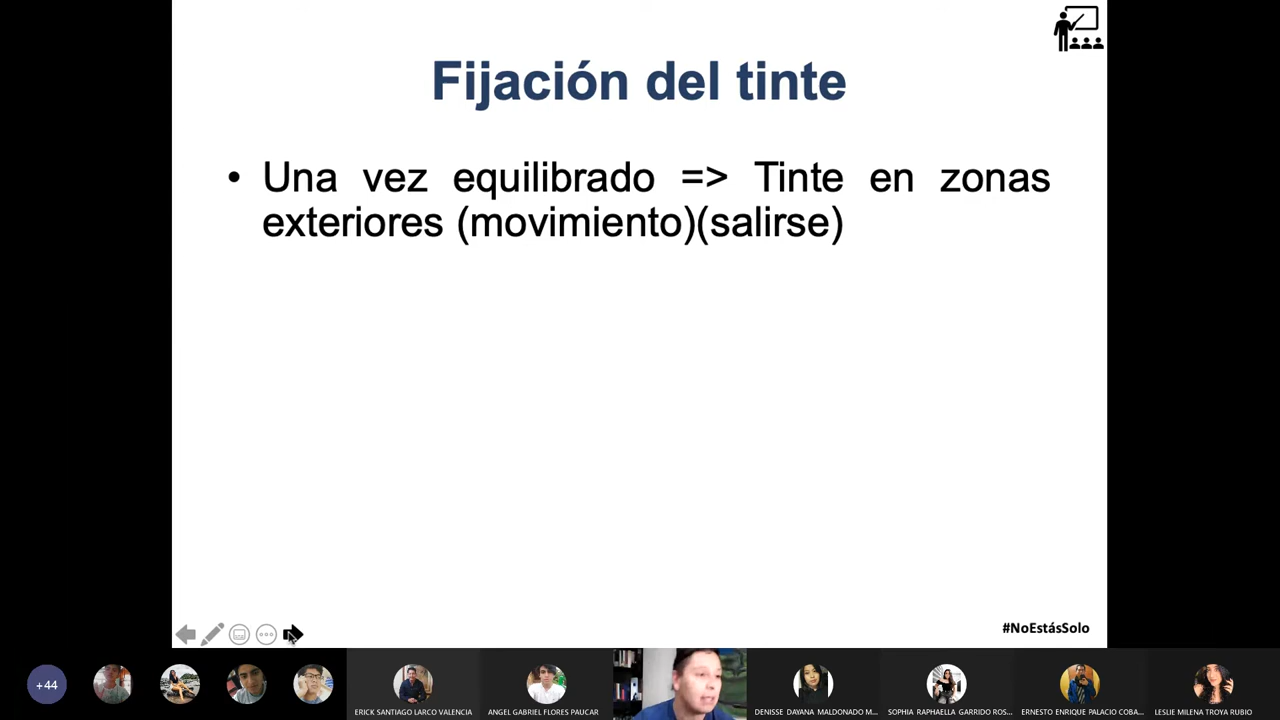 Fijación del tinte
• Una vez equilibrado => Tinte en zonas
exteriores (movimiento)(salirse)
#NoEstásSolo
+44
ERICK SANTIAGO LARCO VALENCIA
ANGEL GABRIEL FLORES PAUCAR
DENISSE DAYANA MALDONADO M...
SOPHIA RAPHAELLA GARRIDO ROS...
ERNESTO ENRIQUE PALACIO COBA...
LESLIE MILENA TROYA RUBIO